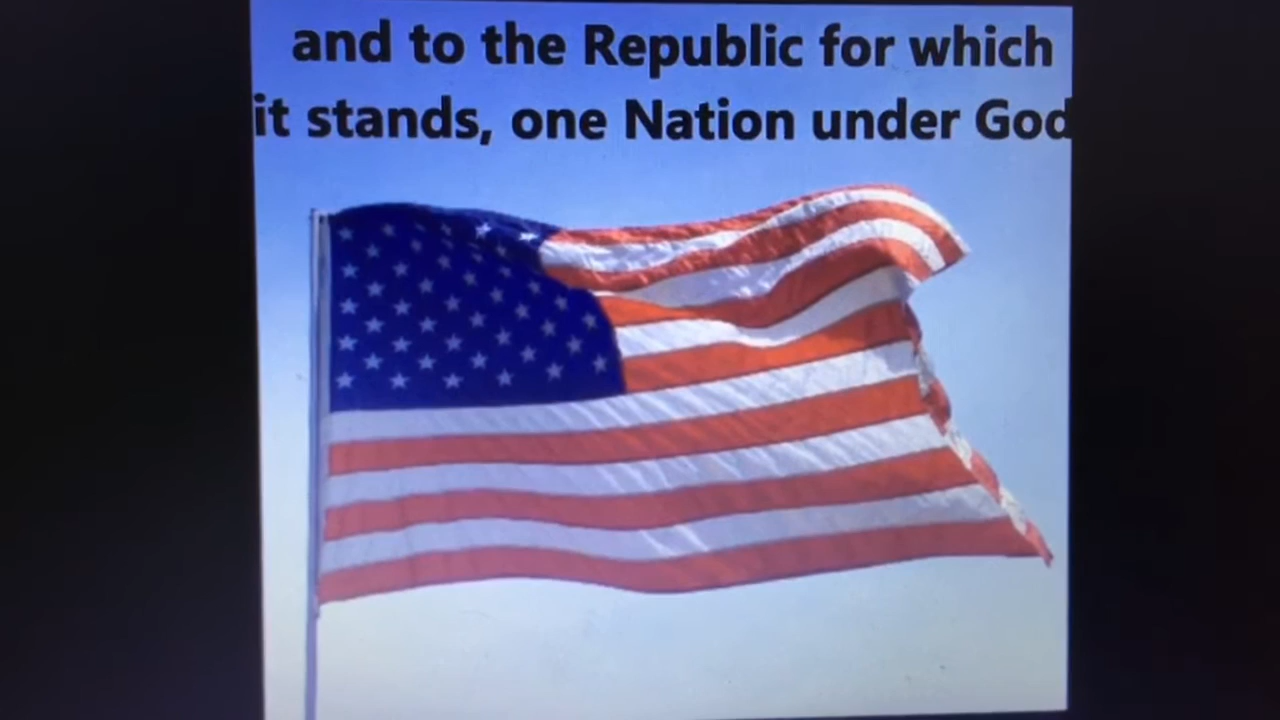 and to the Republic for which
it stands, one Nation under God